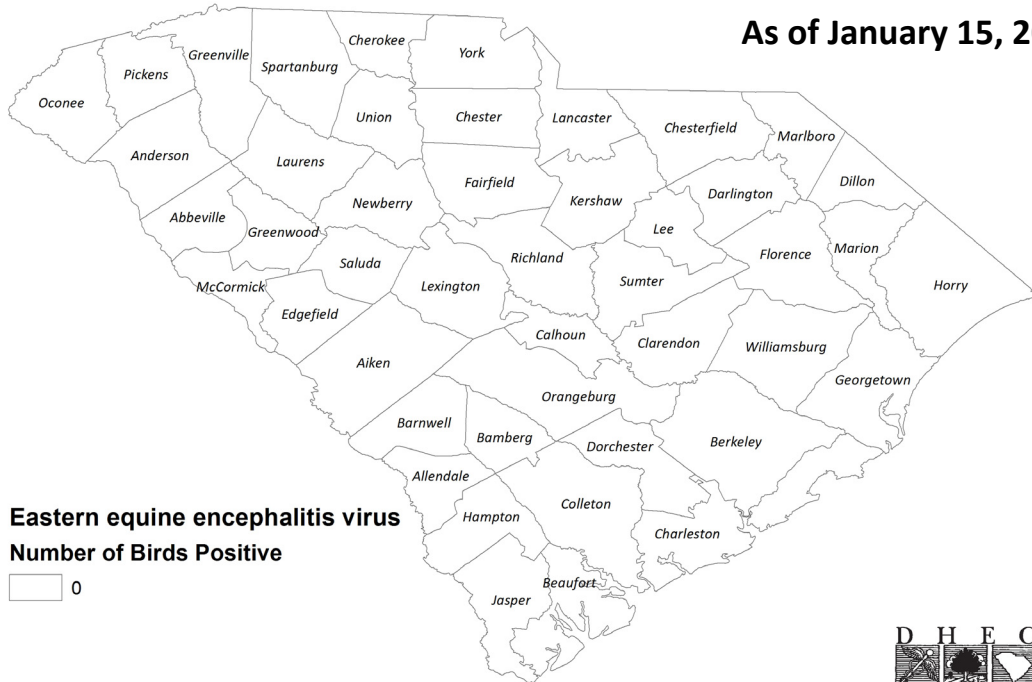 As of January 15, 20
Cherokee
York
Greenville
Spartanburg
Pickens
Oconee
Union
Chester
Lancaster
Chesterfield
Marlboro
Anderson
Laurens
Fairfield
Dillon
Darlington
Kershaw
Newberry
Abbeville
Greenwood
Lee
Marion
Florence
Richland
Saluda
Sumter
Horry
McCormick
Lexington
Edgefield
Calhoun
Clarendon
Williamsburg
Aiken
Georgetown
Orangeburg
Barnwell
Bamberg
Dorchester
Berkeley
Allendale
Colleton
Hampton
Charleston
Beaufort
Jasper
Eastern equine encephalitis virus
Number of Birds Positive
0
D H E C